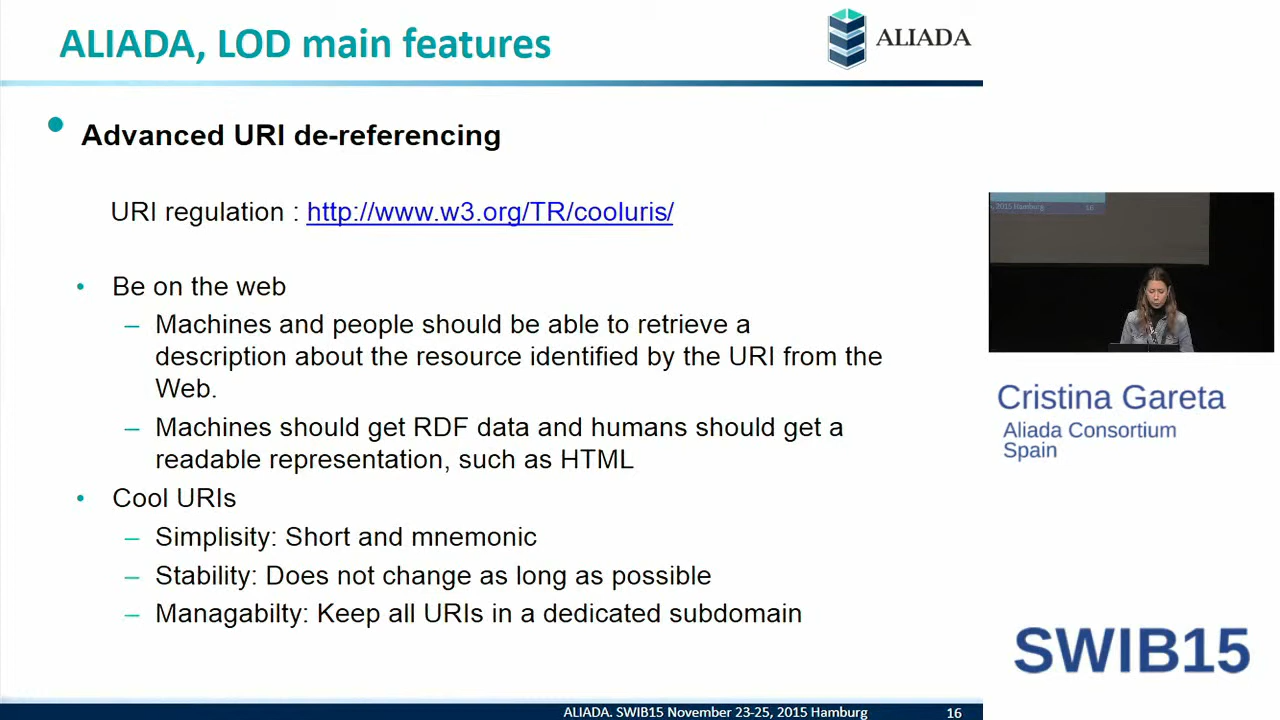 ALIADA, LOD main features
ALIADA
• Advanced URI de-referencing
URI regulation : http://www.w3.org/TR/cooluris/
• Be on the web
– Machines and people should be able to retrieve a
description about the resource identified by the URI from the
Web.
– Machines should get RDF data and humans should get a
readable representation, such as HTML
• Cool URIs
– Simplisity: Short and mnemonic
– Stability: Does not change as long as possible
– Managabilty: Keep all URIs in a dedicated subdomain
ALIADA. SWIB15 November 23-25, 2015 Hamburg
16
2015 Hamburg
16
Cristina Gareta
Aliada Consortium
Spain
SWIB15